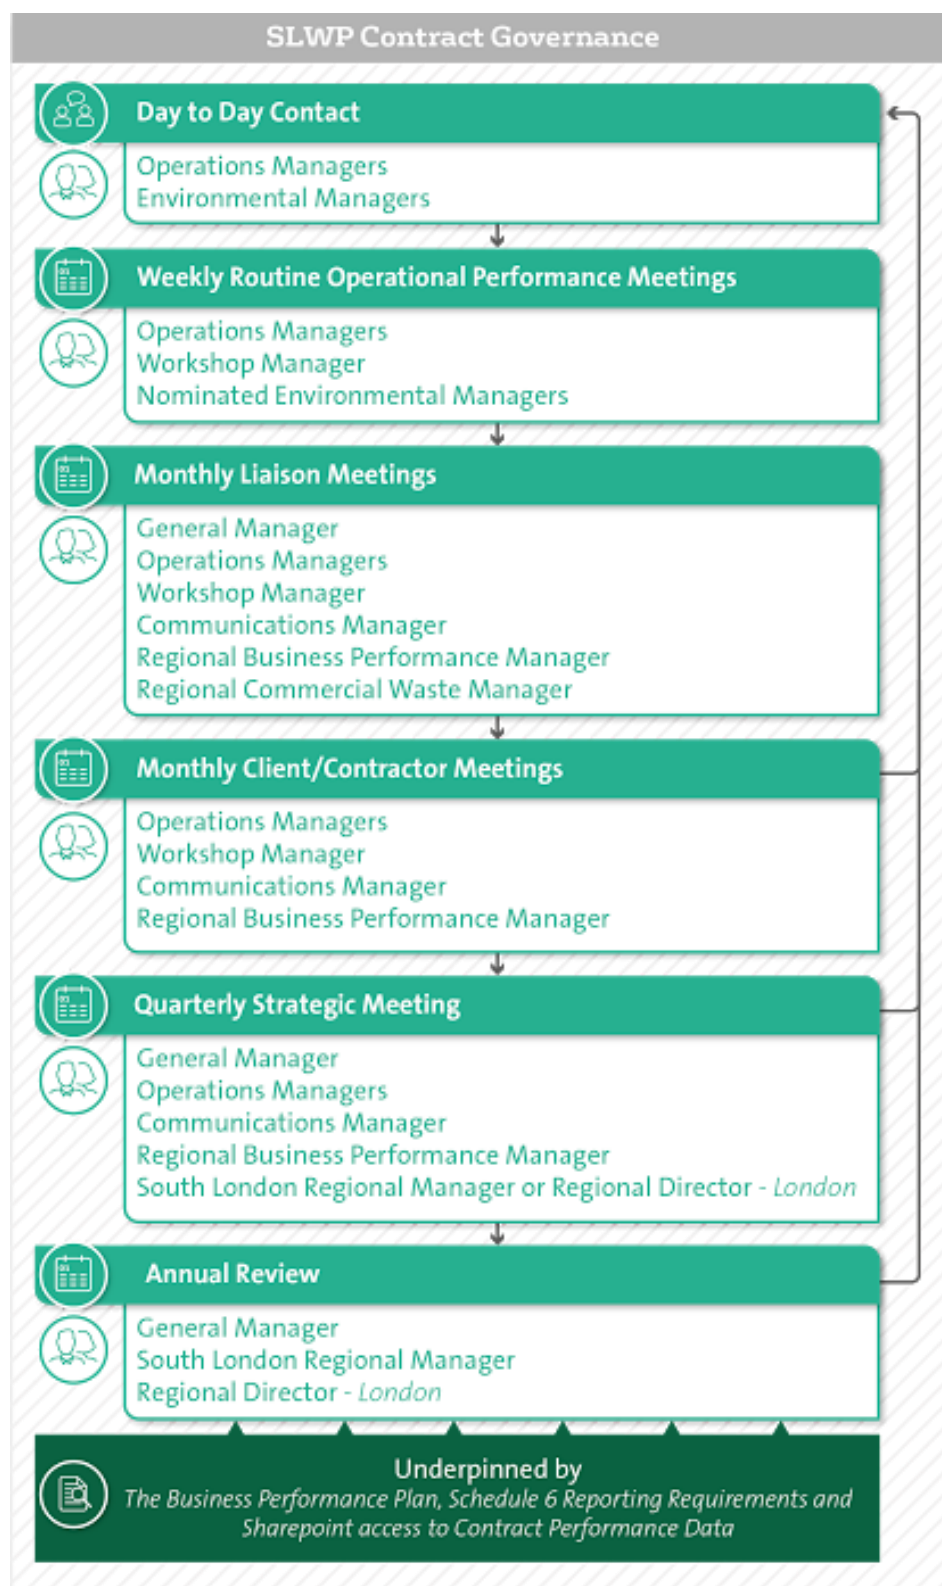 SLWP Contract Governance
Day to Day Contact
Operations Managers
Environmental Managers
Weekly Routine Operational Performance Meetings
Operations Managers
Workshop Manager
Nominated Environmental Managers
Monthly Liaison Meetings
General Manager
Operations Managers
Workshop Manager
Communications Manager
Regional Business Performance Manager
Regional Commercial Waste Manager
Monthly Client/Contractor Meetings
Operations Managers
Workshop Manager
Communications Manager
Regional Business Performance Manager
Quarterly Strategic Meeting
General Manager
Operations Managers
Communications Manager
Regional Business Performance Manager
South London Regional Manager or Regional Director - London
Annual Review
General Manager
South London Regional Manager
Regional Director - London
Underpinned by
The Business Performance Plan, Schedule 6 Reporting Requirements and
Sharepoint access to Contract Performance Data